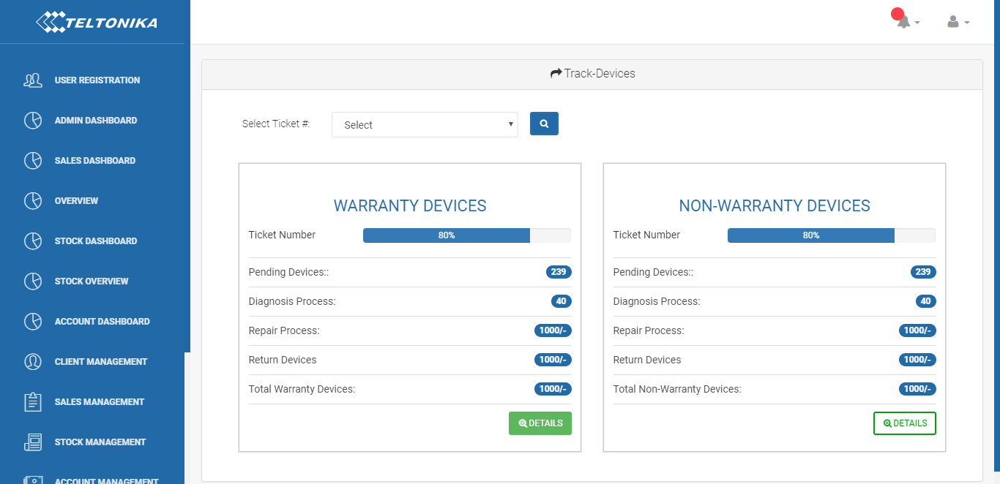 TELTONIKA
USER REGISTRATION
ADMIN DASHBOARD
SALES DASHBOARD
OVERVIEW
STOCK DASHBOARD
STOCK OVERVIEW
ACCOUNT DASHBOARD
CLIENT MANAGEMENT
SALES MANAGEMENT
STOCK MANAGEMENT
ACCOUNT MANAGEMENT
Track-Devices
Select Ticket #:
Select
WARRANTY DEVICES
Ticket Number 80%
Pending Devices:: 239
Diagnosis Process: 40
Repair Process: 1000/-
Return Devices 1000/-
Total Warranty Devices: 1000/-
DETAILS
NON-WARRANTY DEVICES
Ticket Number 80%
Pending Devices:: 239
Diagnosis Process: 40
Repair Process: 1000/-
Return Devices 1000/-
Total Non-Warranty Devices: 1000/-
DETAILS